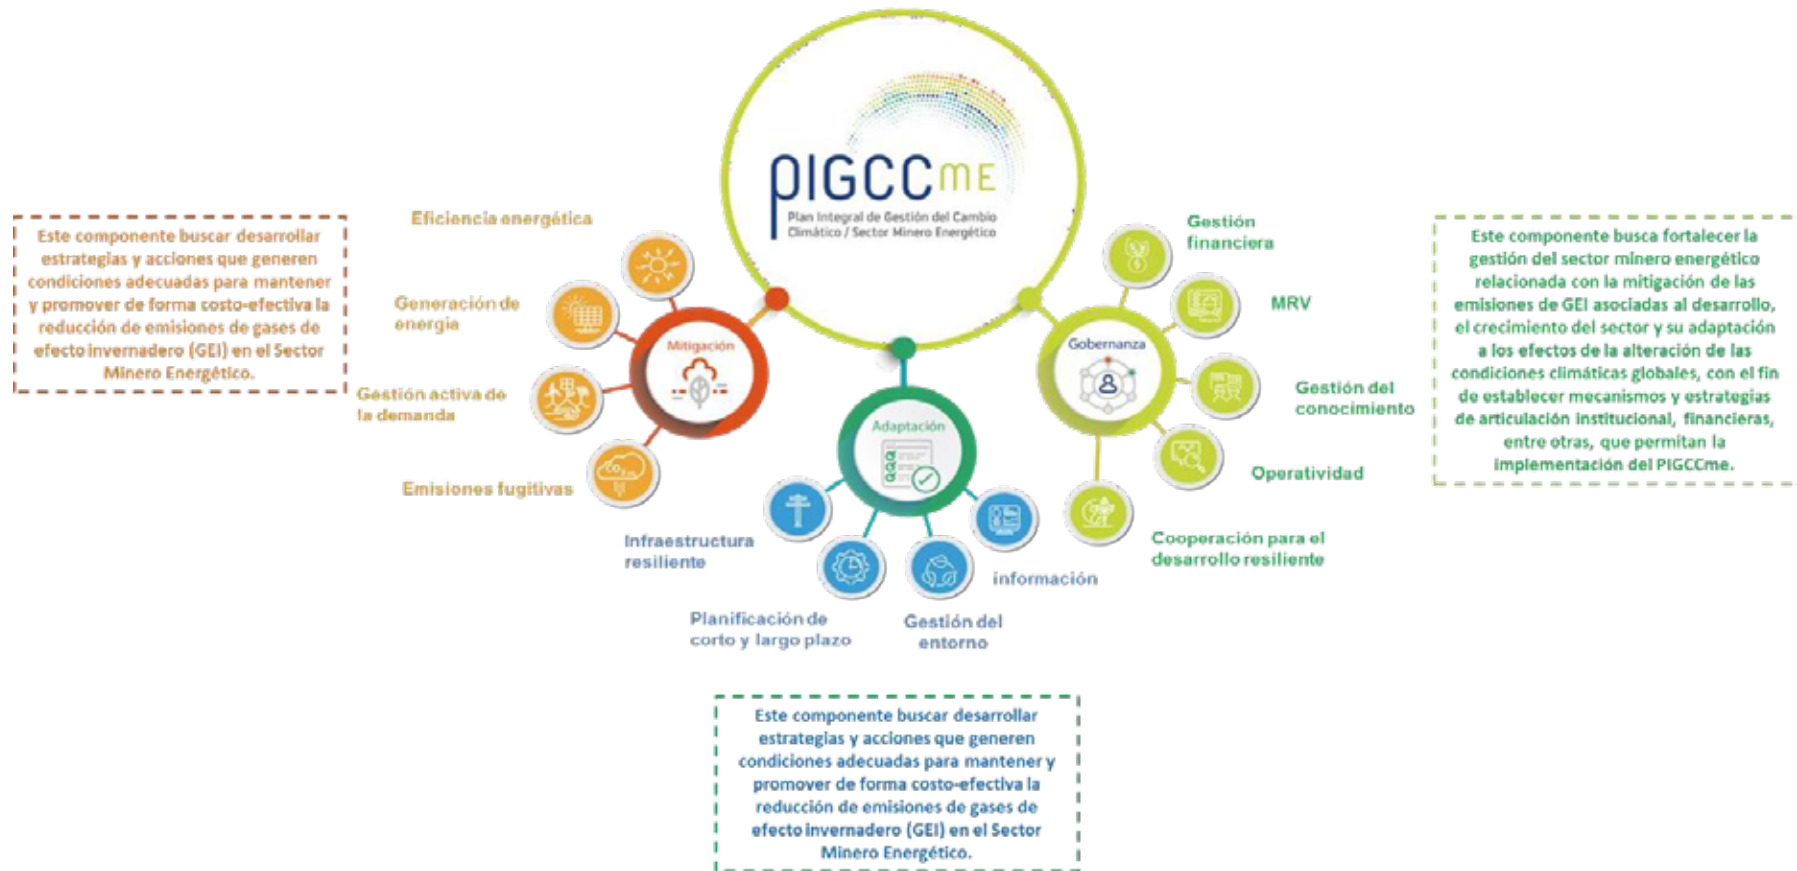 pIGCCmE
Plan Integral de Gestión del Cambio
Climático / Sector Minero Energético
Este componente buscar desarrollar
estrategias y acciones que generen
condiciones adecuadas para mantener
y promover de forma costo-efectiva la
reducción de emisiones de gases de
efecto invernadero (GEI) en el Sector
Minero Energético.
Eficiencia energética
Generación de
energía
Gestión activa de
la demanda
Emisiones fugitivas
Mitigación
CO₂
Adaptación
Infraestructura
resiliente
Planificación de
corto y largo plazo
Gestión del
entorno
información
Gobernanza
Gestión
financiera
MRV
Gestión del
conocimiento
Operatividad
Cooperación para el
desarrollo resiliente
Este componente busca fortalecer la
gestión del sector minero energético
relacionada con la mitigación de las
emisiones de GEI asociadas al desarrollo,
el crecimiento del sector y su adaptación
a los efectos de la alteración de las
condiciones climáticas globales, con el fin
de establecer mecanismos y estrategias
de articulación institucional, financieras,
entre otras, que permitan la
implementación del PIGCCme.
Este componente buscar desarrollar
estrategias y acciones que generen
condiciones adecuadas para mantener y
promover de forma costo-efectiva la
reducción de emisiones de gases de
efecto invernadero (GEI) en el Sector
Minero Energético.